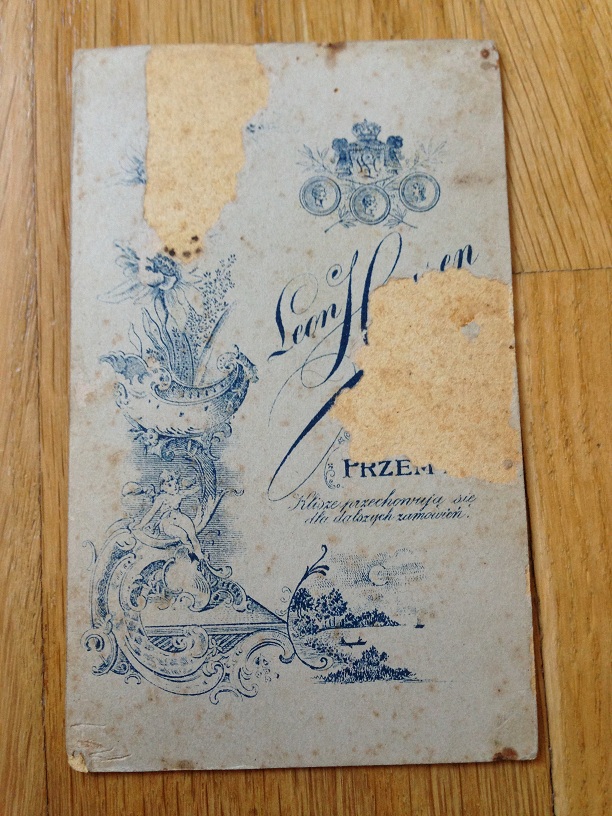 Leon
PRZEM
Klisze przechowują się
dla dalszych zamówień.